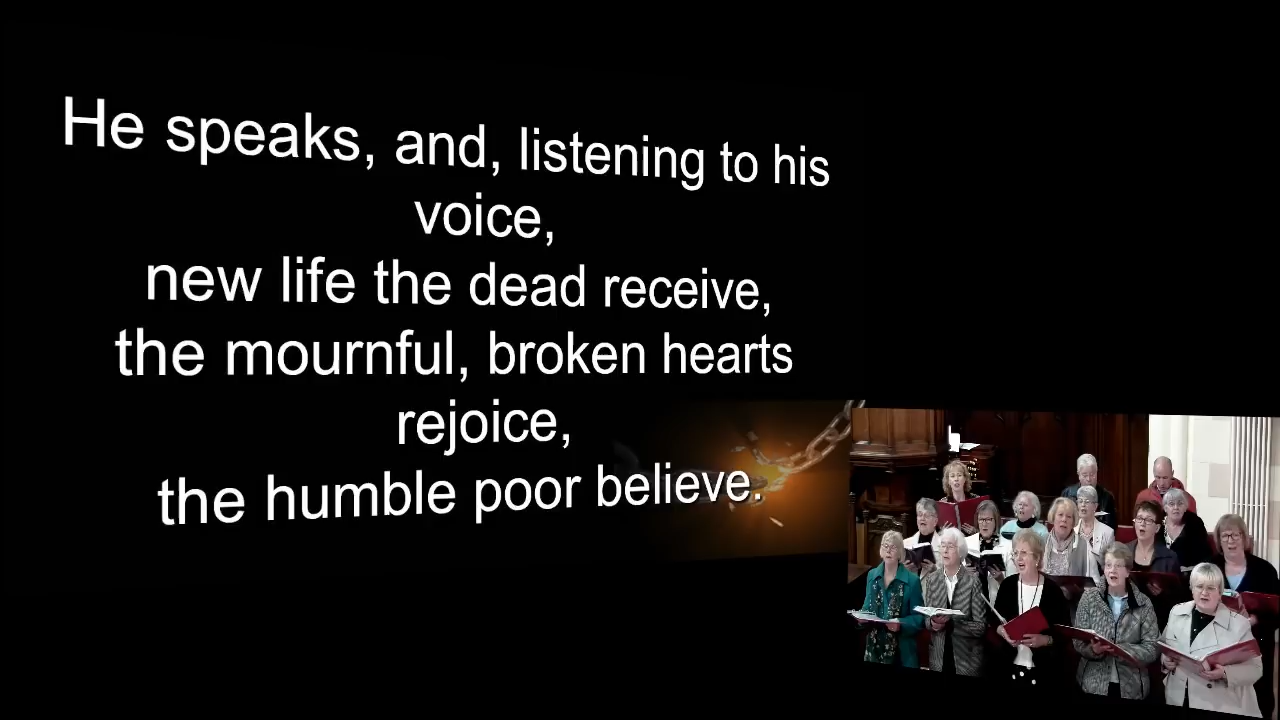 He speaks, and, listening to his
voice,
new life the dead receive,
the mournful, broken hearts
rejoice,
the humble poor believe.